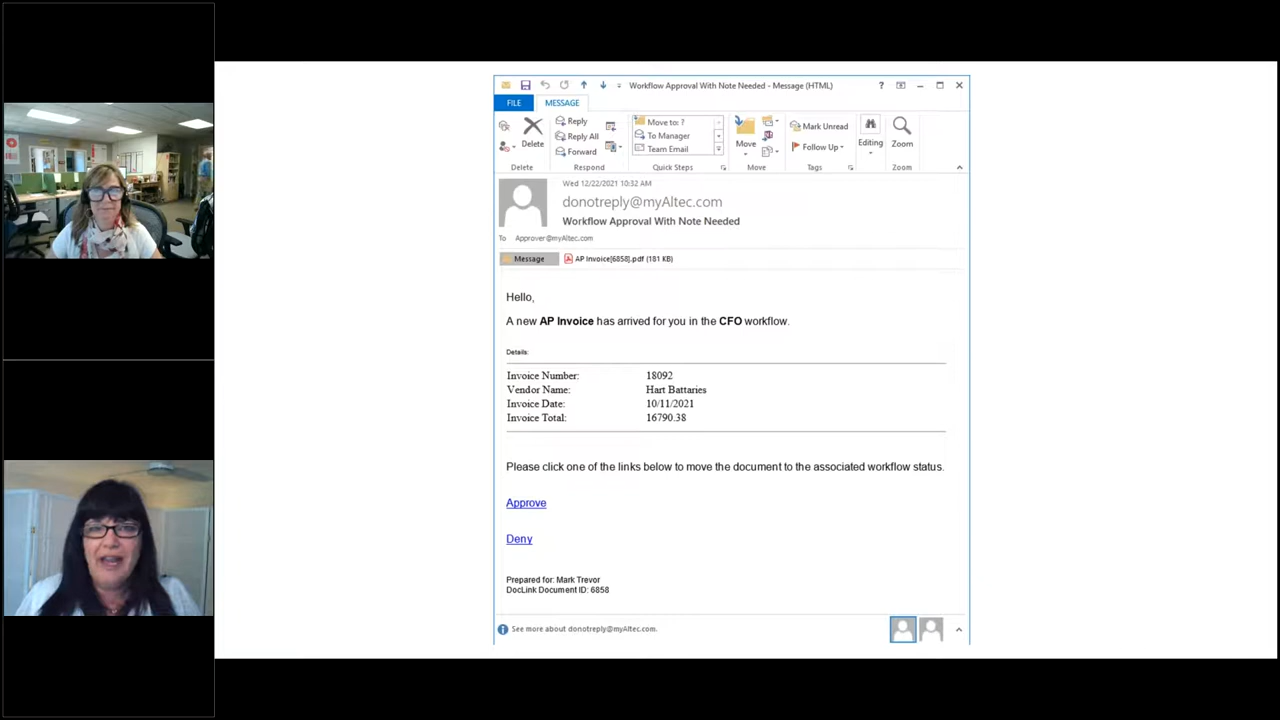 Workflow Approval With Note Needed - Message (HTML)
?
FILE
MESSAGE
Delete
Delete
Reply
Reply All
Forward
Respond
Move to: ?
To Manager
Team Email
Quick Steps
Move
Move
Mark Unread
Follow Up
Tags
Editing
Zoom
Zoom
Wed 12/22/2021 10:32 AM
donotreply@myAltec.com
Workflow Approval With Note Needed
To Approver@myAltec.com
Message
AP Invoice[6858].pdf (181 KB)
Hello,
A new AP Invoice has arrived for you in the CFO workflow.
Details:
Invoice Number: 18092
Vendor Name: Hart Battaries
Invoice Date: 10/11/2021
Invoice Total: 16790.38
Please click one of the links below to move the document to the associated workflow status.
Approve
Deny
Prepared for: Mark Trevor
DocLink Document ID: 6858
See more about donotreply@myAltec.com.